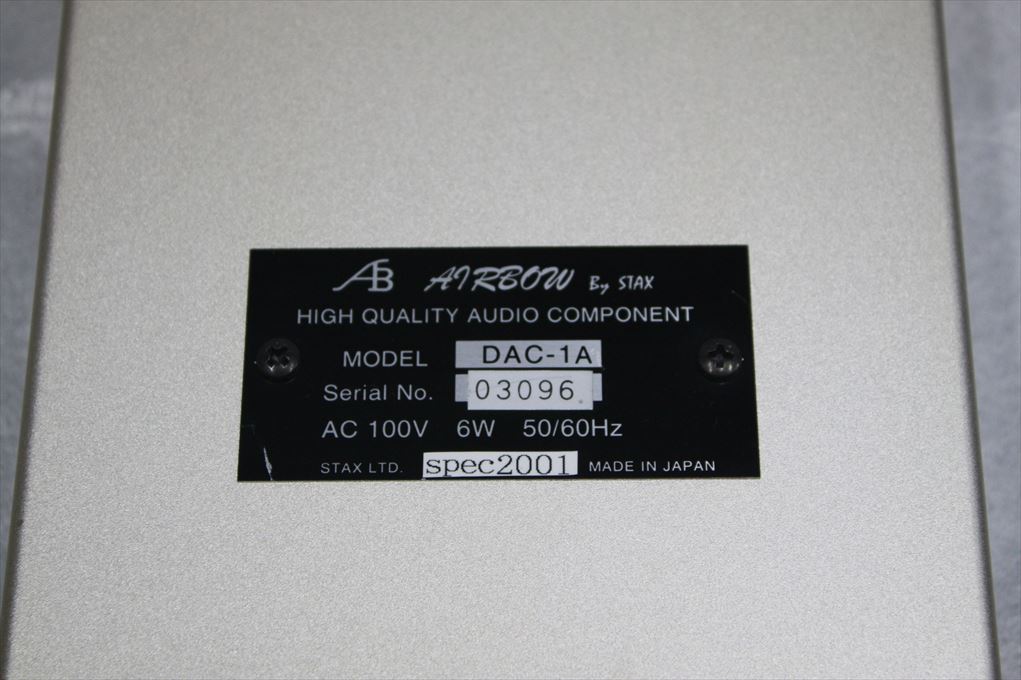 AB AIRBOW By STAX
HIGH QUALITY AUDIO COMPONENT
MODEL DAC-1A
Serial No. 03096
AC 100V 6W 50/60Hz
STAX LTD. spec2001 MADE IN JAPAN